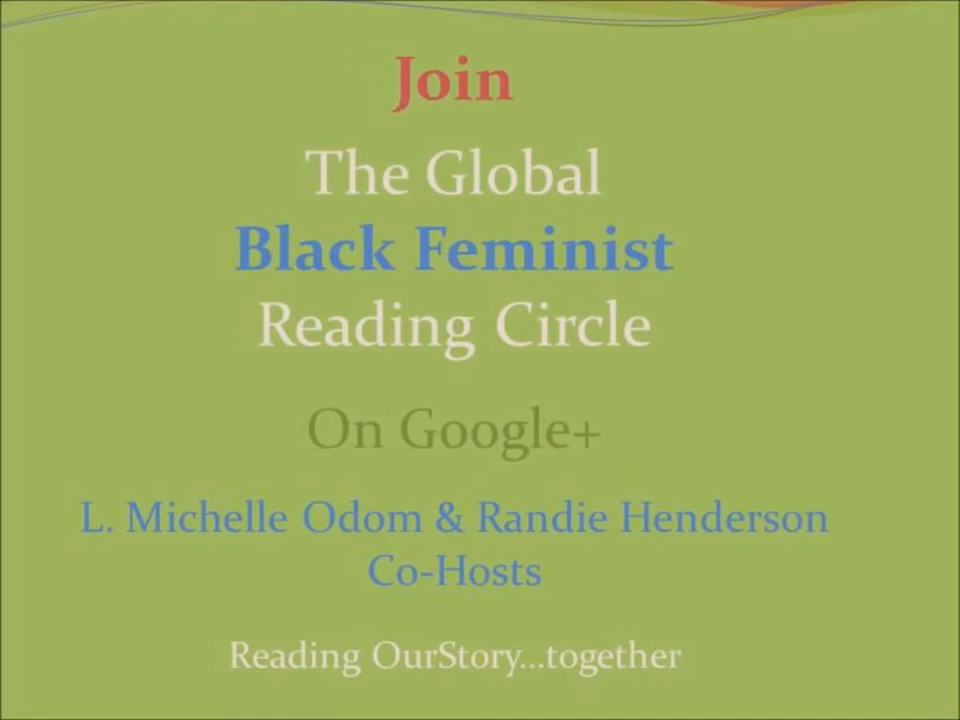 Join
The Global
Black Feminist
Reading Circle
On Google+
L. Michelle Odom & Randie Henderson
Co-Hosts
Reading OurStory...together